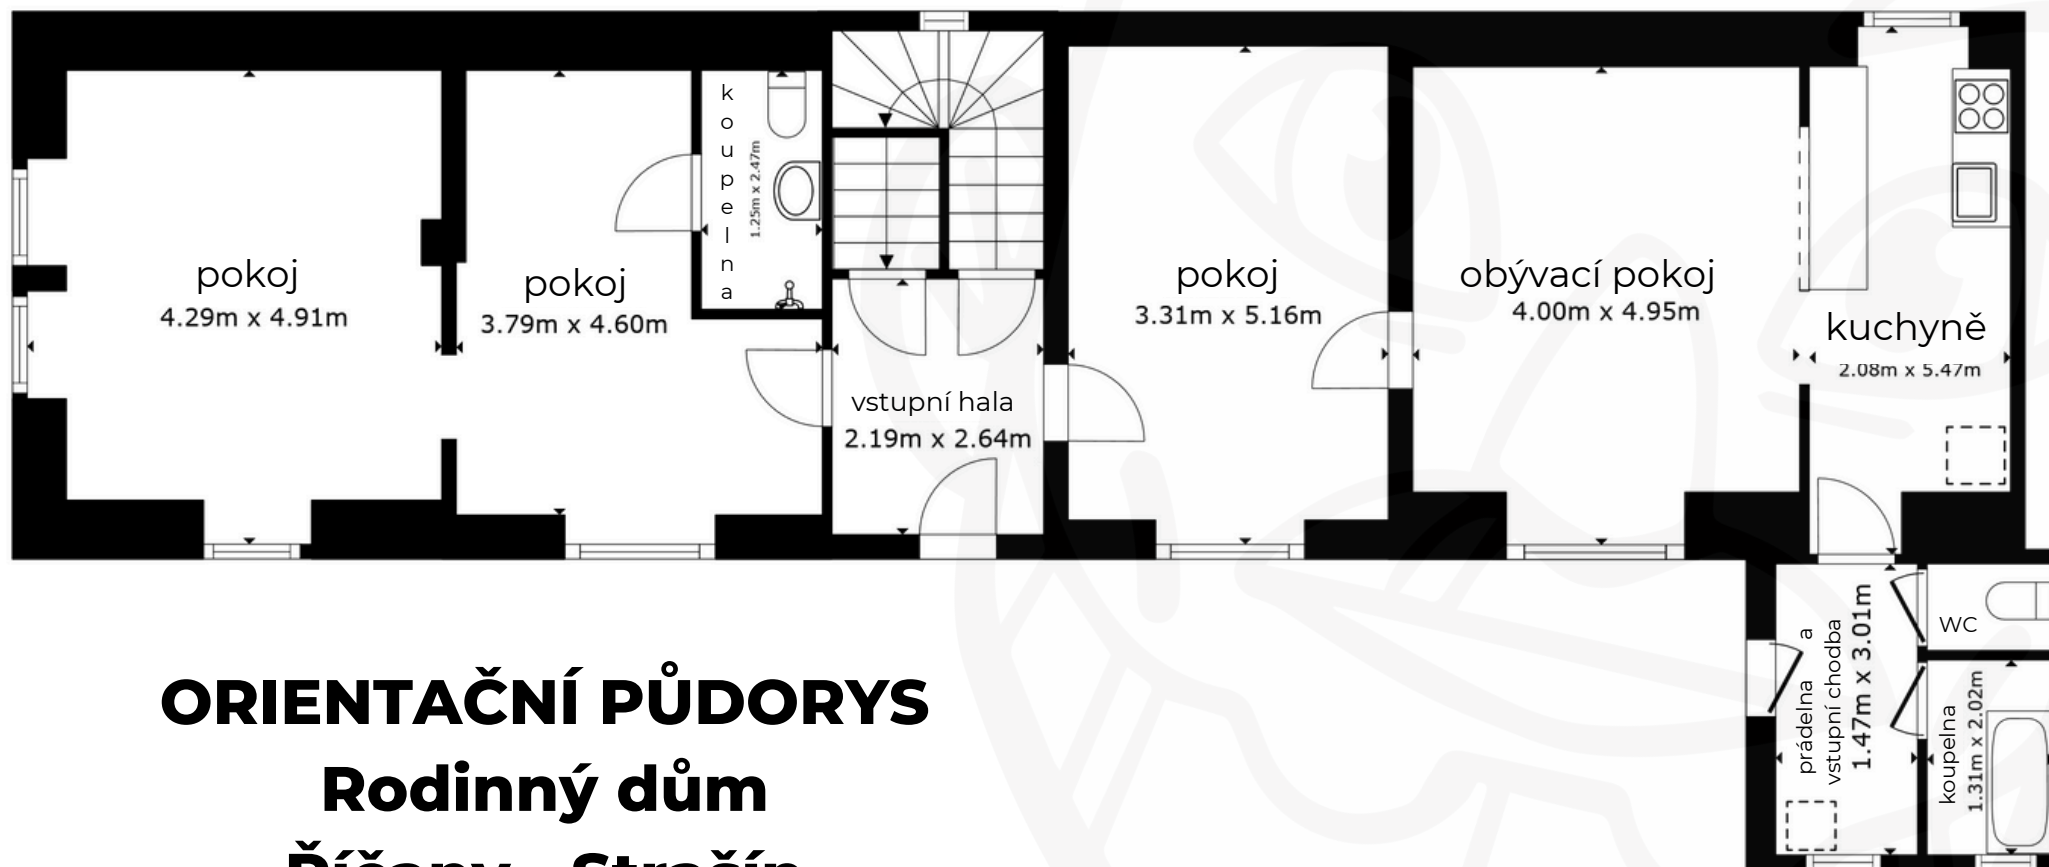 pokoj
4.29m x 4.91m
pokoj
3.79m x 4.60m
koupelna
1.25m x 2.47m
vstupní hala
2.19m x 2.64m
pokoj
3.31m x 5.16m
obývací pokoj
4.00m x 4.95m
kuchyně
2.08m x 5.47m
prádelna a
vstupní chodba
1.47m x 3.01m
WC
koupelna
1.31m x 2.02m
ORIENTAČNÍ PŮDORYS
Rodinný dům
Říčany - Strašín